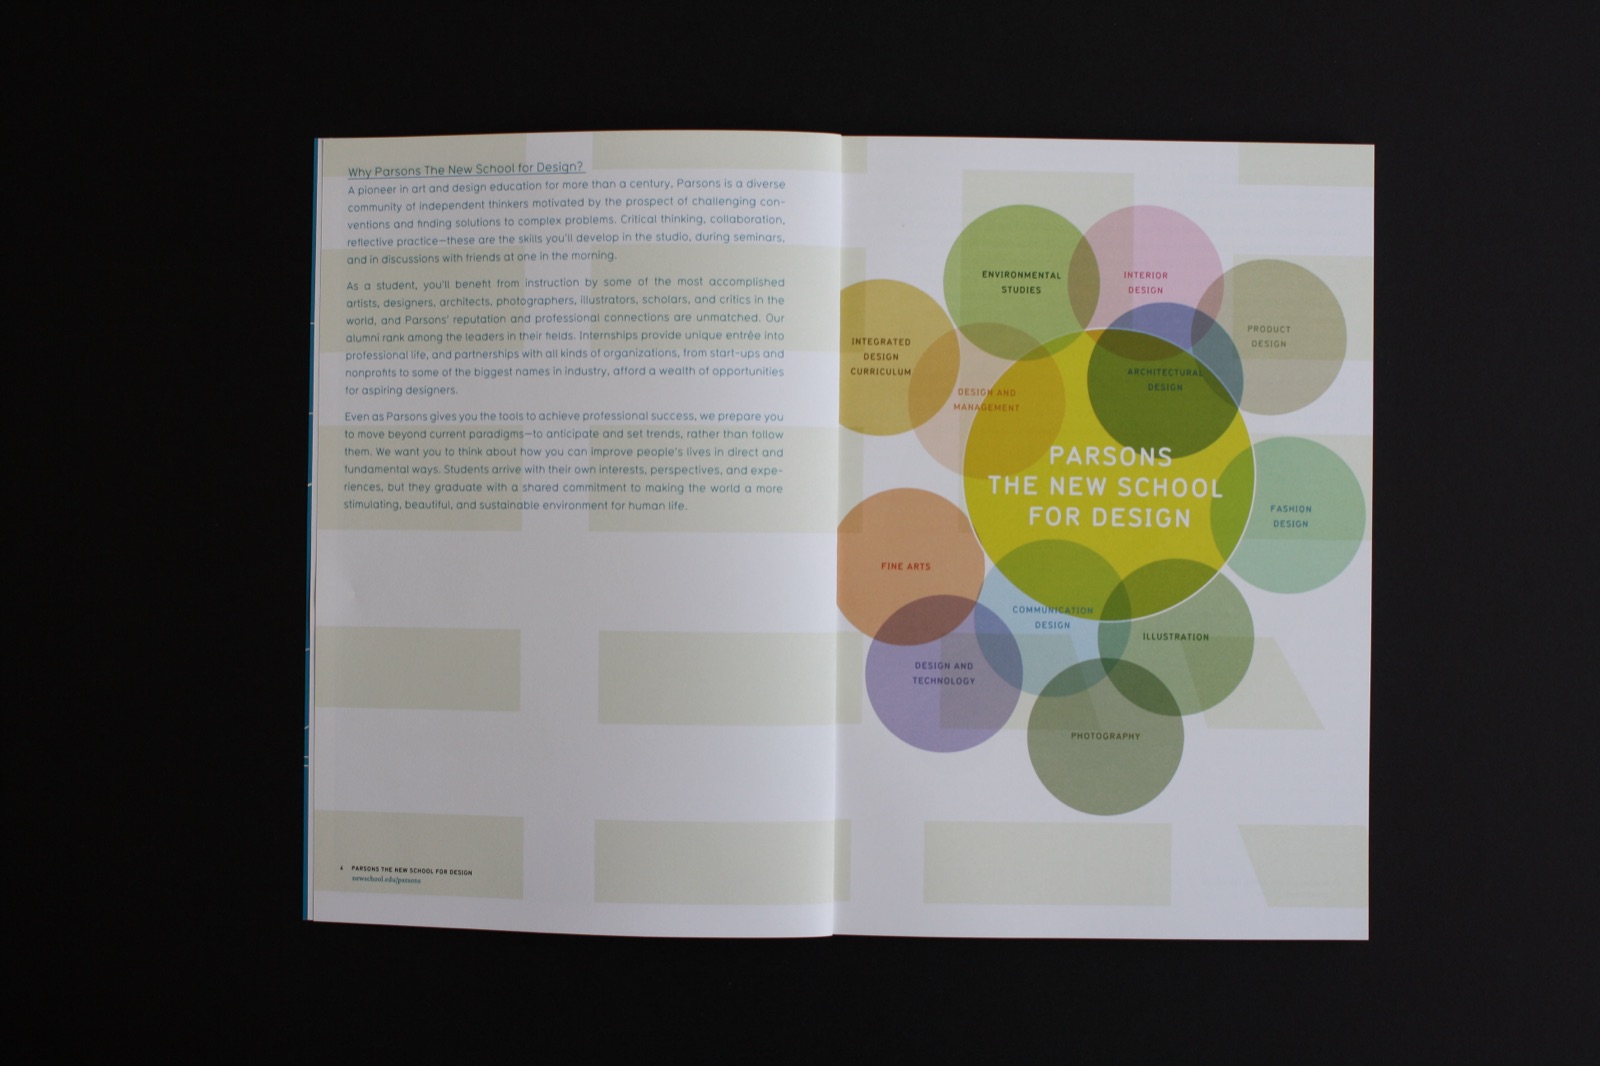 Why Parsons The New School for Design?
A pioneer in art and design education for more than a century, Parsons is a diverse
community of independent thinkers motivated by the prospect of challenging con-
ventions and finding solutions to complex problems. Critical thinking, collaboration,
reflective practice—these are the skills you'll develop in the studio, during seminars,
and in discussions with friends at one in the morning.
As a student, you'll benefit from instruction by some of the most accomplished
artists, designers, architects, photographers, illustrators, scholars, and critics in the
world, and Parsons' reputation and professional connections are unmatched. Our
alumni rank among the leaders in their fields. Internships provide unique entrée into
professional life, and partnerships with all kinds of organizations, from start-ups and
nonprofits to some of the biggest names in industry, afford a wealth of opportunities
for aspiring designers.
Even as Parsons gives you the tools to achieve professional success, we prepare you
to move beyond current paradigms—to anticipate and set trends, rather than follow
them. We want you to think about how you can improve people's lives in direct and
fundamental ways. Students arrive with their own interests, perspectives, and expe-
riences, but they graduate with a shared commitment to making the world a more
stimulating, beautiful, and sustainable environment for human life.
4 PARSONS THE NEW SCHOOL FOR DESIGN
newschool.edu/parsons
ENVIRONMENTAL
STUDIES
INTERIOR
DESIGN
PRODUCT
DESIGN
INTEGRATED
DESIGN
CURRICULUM
DESIGN AND
MANAGEMENT
ARCHITECTURAL
DESIGN
PARSONS
THE NEW SCHOOL
FOR DESIGN
FASHION
DESIGN
FINE ARTS
COMMUNICATION
DESIGN
ILLUSTRATION
DESIGN AND
TECHNOLOGY
PHOTOGRAPHY